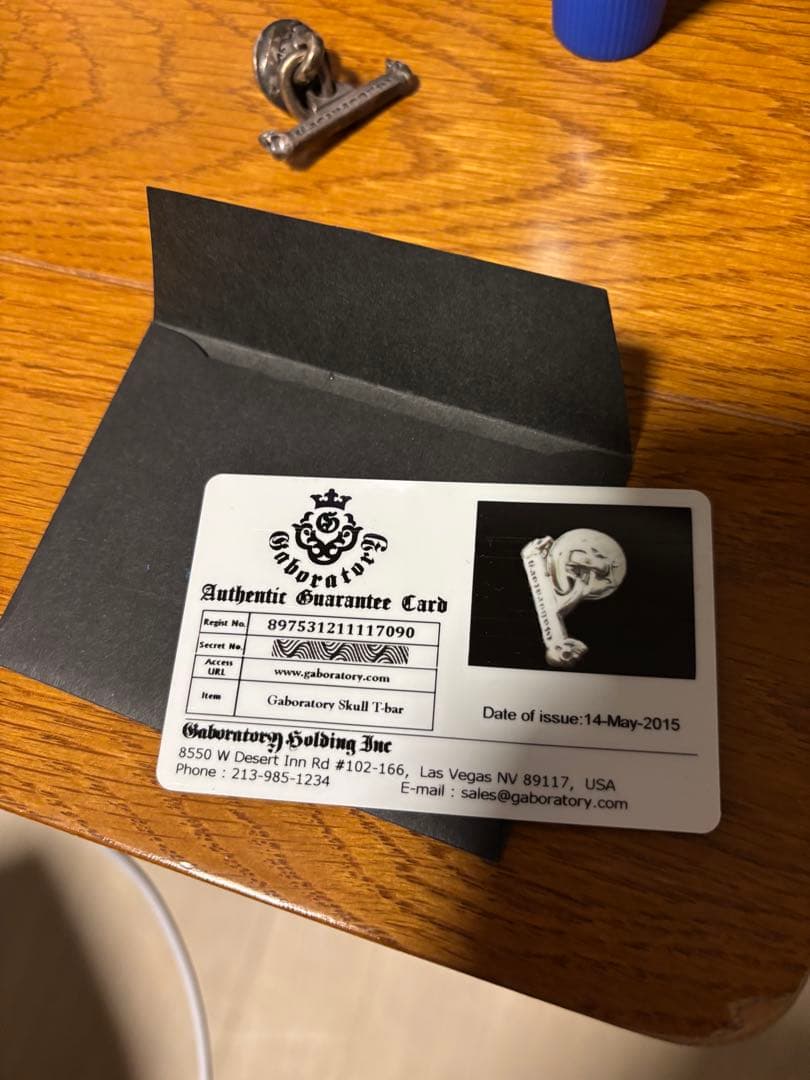 Gaboratory
G
Gaboratory
Authentic Guarantee Card
Regist No. 897531211117090
Secret No.
Access URL www.gaboratory.com
Item Gaboratory Skull T-bar
Gaboratory
Date of issue:14-May-2015
Gaboratory Holding Inc
8550 W Desert Inn Rd #102-166, Las Vegas NV 89117, USA
Phone : 213-985-1234 E-mail : sales@gaboratory.com